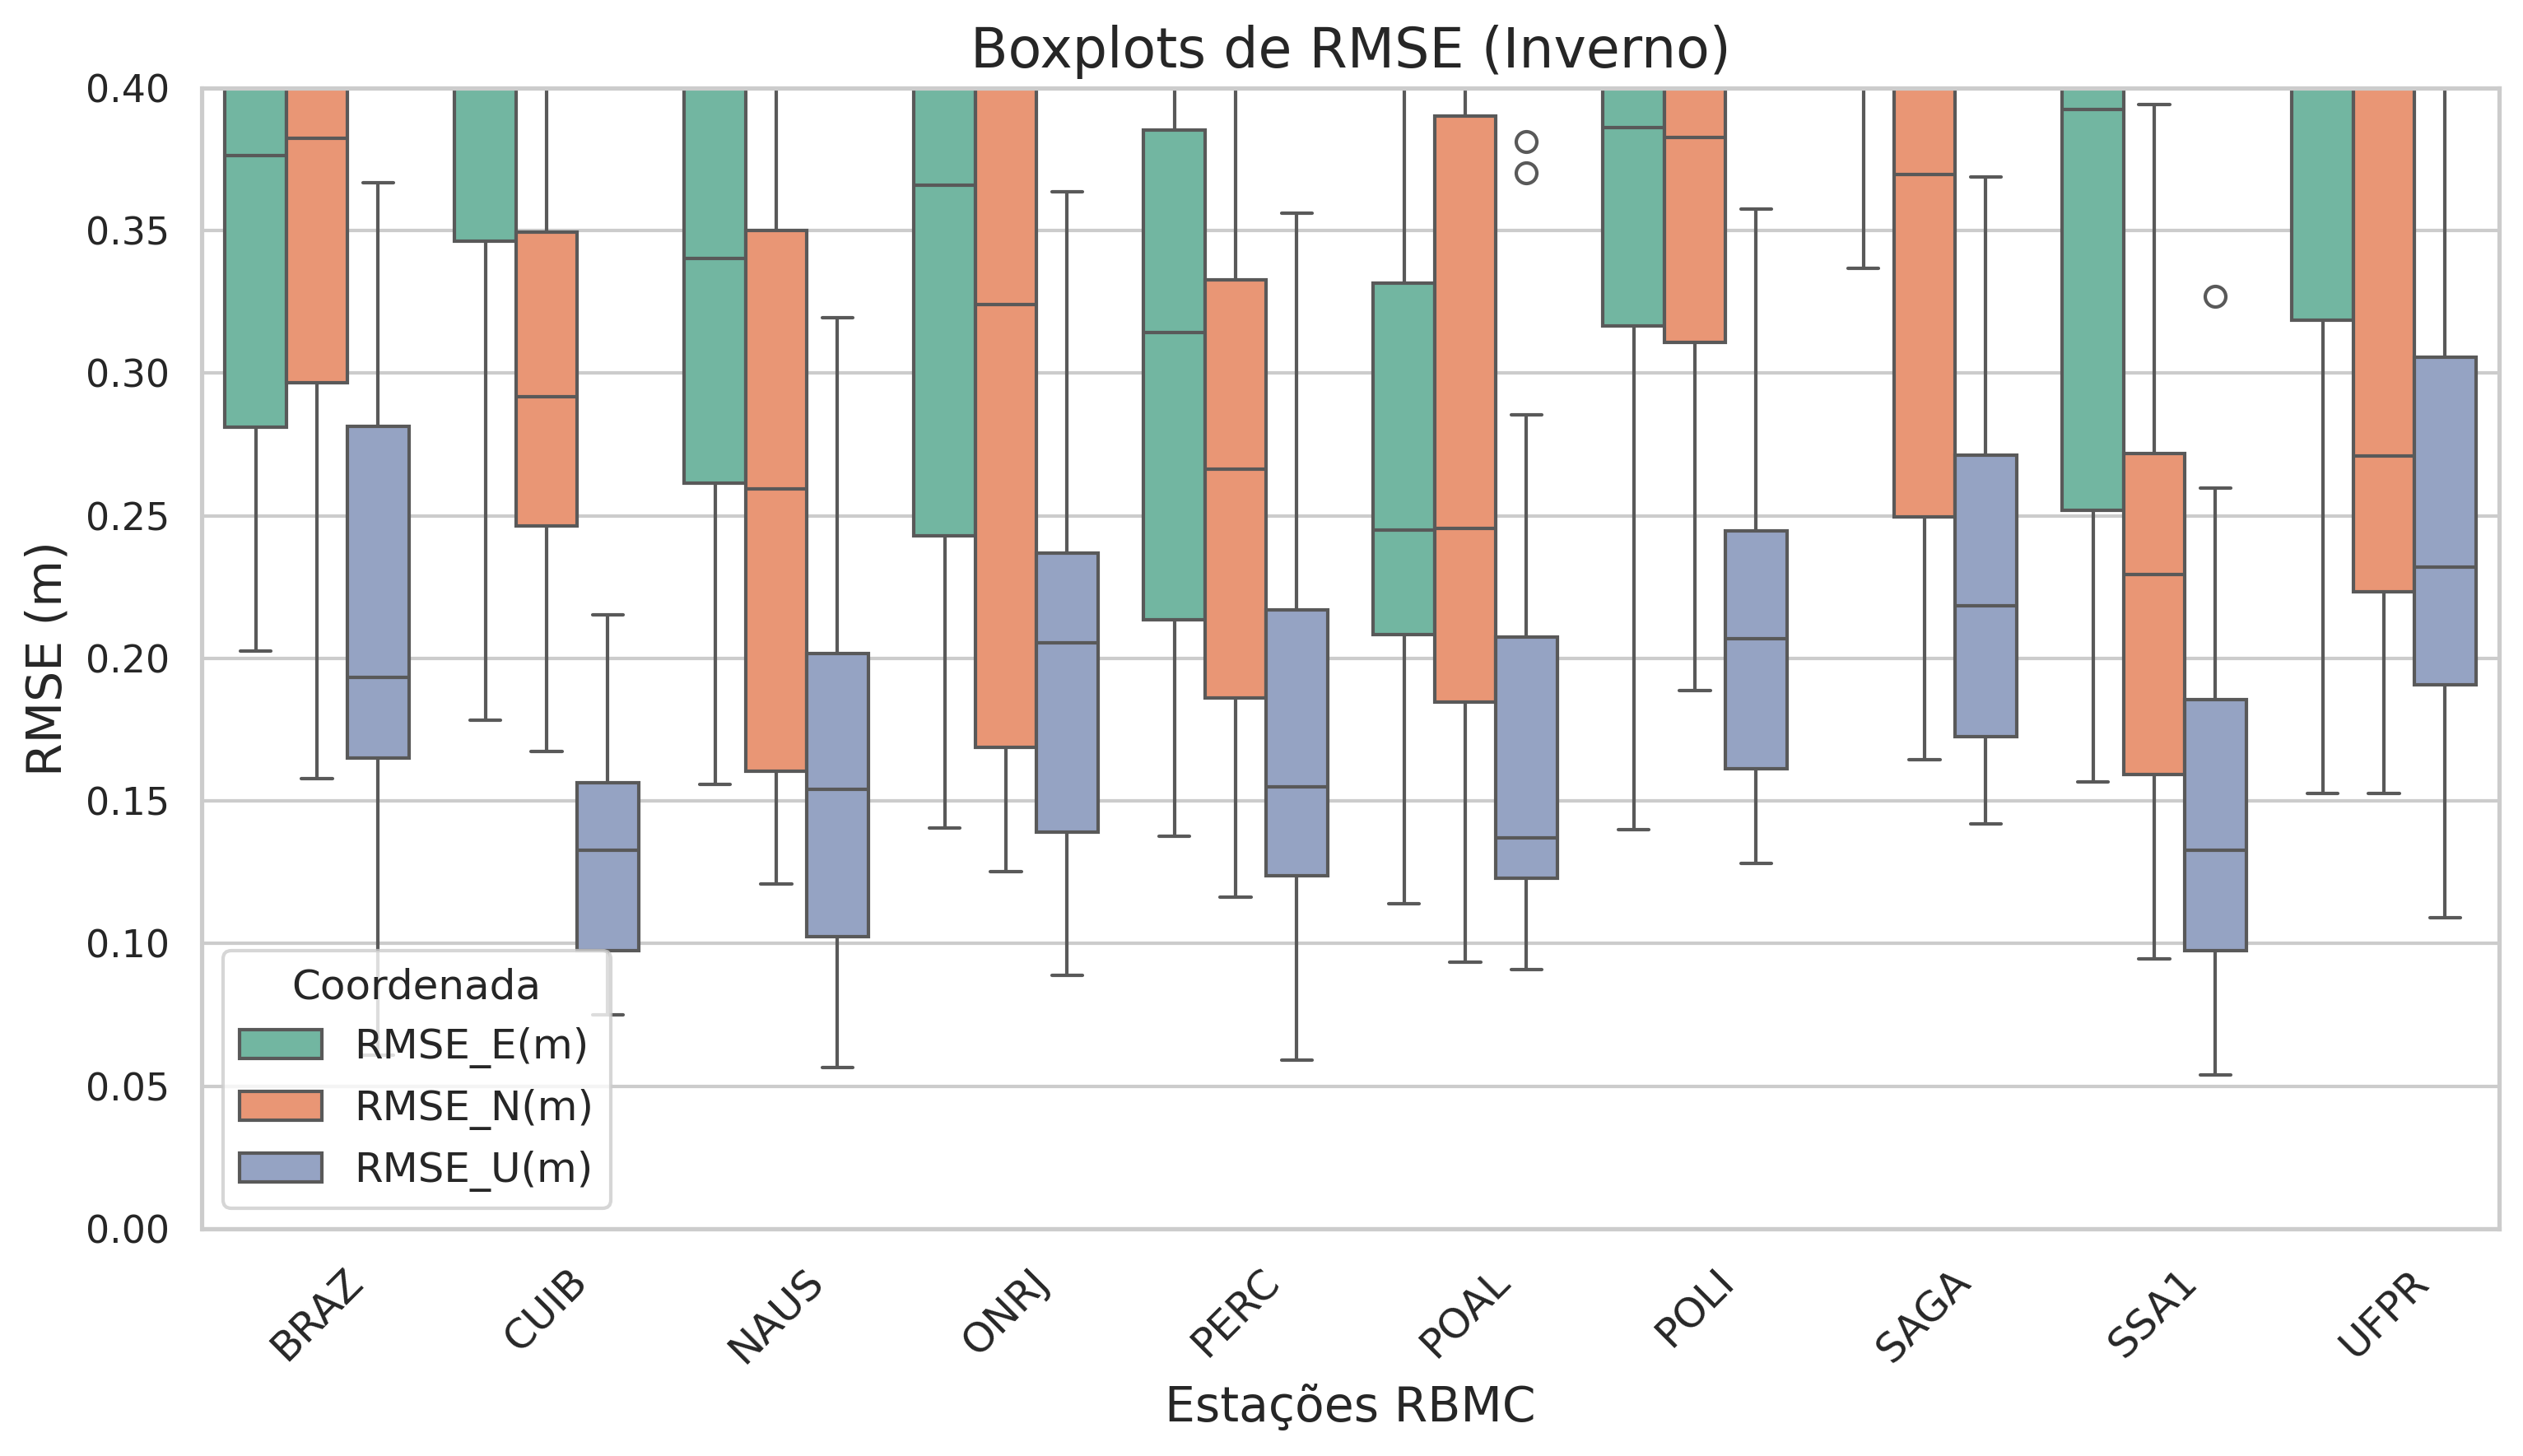 Boxplots de RMSE (Inverno)
RMSE (m)
0.40
0.35
0.30
0.25
0.20
0.15
0.10
0.05
0.00
Coordenada
RMSE_E(m)
RMSE_N(m)
RMSE_U(m)
BRAZ
CUIB
NAUS
ONRJ
PERC
POAL
POLI
SAGA
SSA1
UFPR
Estações RBMC